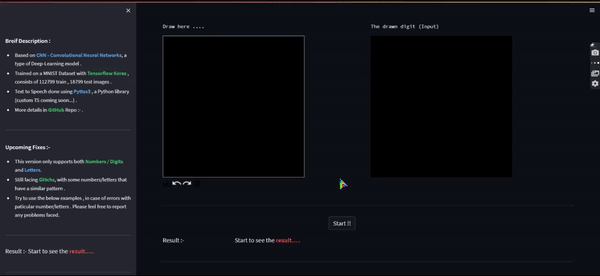 Breif Description :
Based on CNN - Convolational Neural Networks, a
type of Deep-Learning model .
Trained on a MNIST Dataset with Tensorflow Keras ,
consists of 112799 train , 18799 test images .
Text to Speech done using Pyttsx3 , a Python library
(custom TS coming soon...) .
More details in GitHub Repo :- .
Upcoming Fixes :-
This version only supports both Numbers / Digits
and Letters.
Still facing Glitchs, with some numbers/letters that
have a similar pattern .
Try to use the below examples , in case of errors with
paticular number/letters . Please feel free to report
any problems faced.
Result :- Start to see the result.....
Draw here ....
The drawn digit (Input)
Start !!
Result :- Start to see the result.....